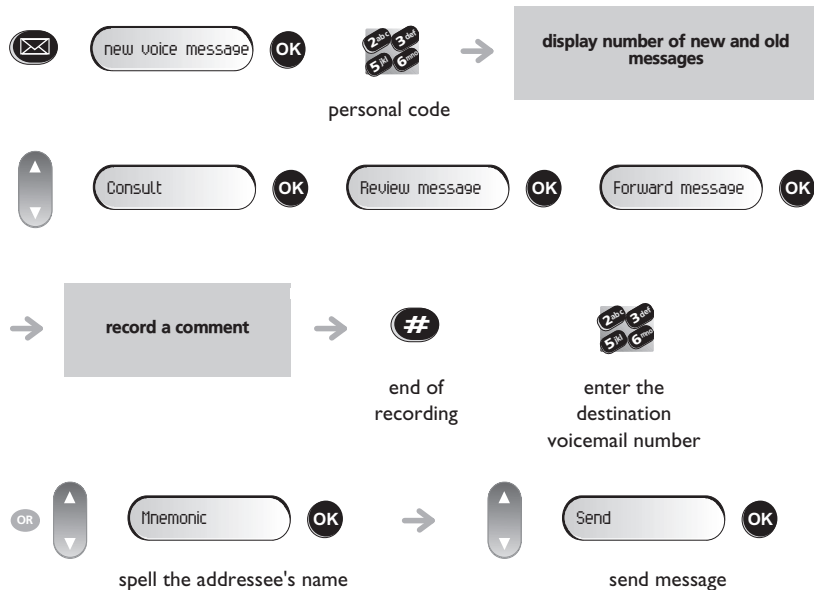 new voice message OK 2abc 3def 5jkl 6mno display number of new and old
messages
personal code
Consult OK Review message OK Forward message OK
record a comment # 2abc 3def 5jkl 6mno
end of
recording
enter the
destination
voicemail number
OR Mnemonic OK Send OK
spell the addressee's name send message